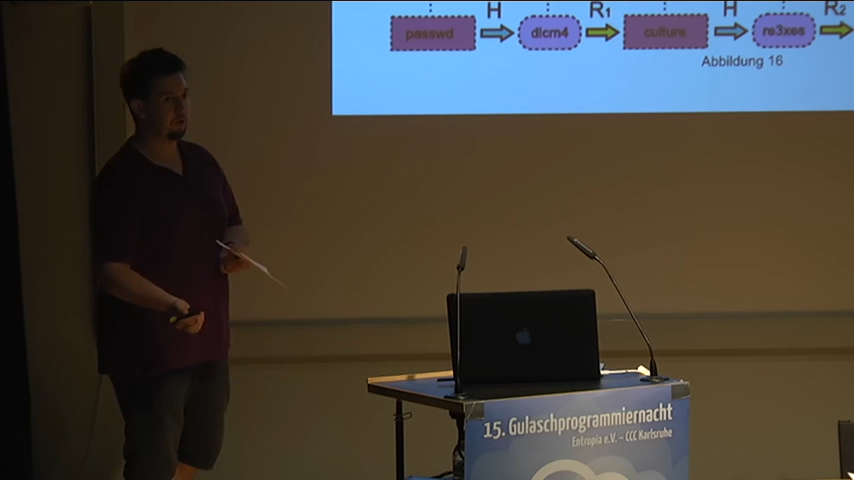 H R₁ H R₂
passwd dlcm4 culture re3xes
Abbildung 16
15. Gulaschprogrammiernacht
Entropia e.V. – CCC Karlsruhe